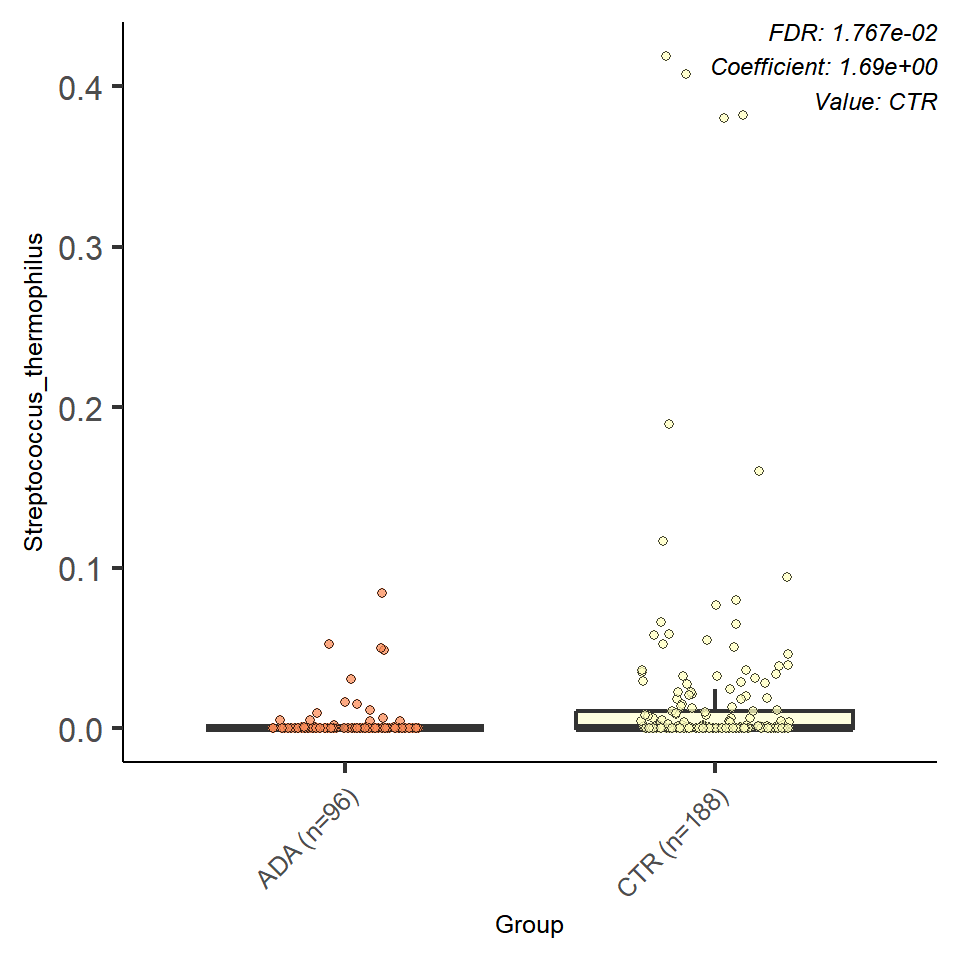 FDR: 1.767e-02
Coefficient: 1.69e+00
Value: CTR
Streptococcus_thermophilus
0.4
0.3
0.2
0.1
0.0
ADA (n=96)
CTR (n=188)
Group